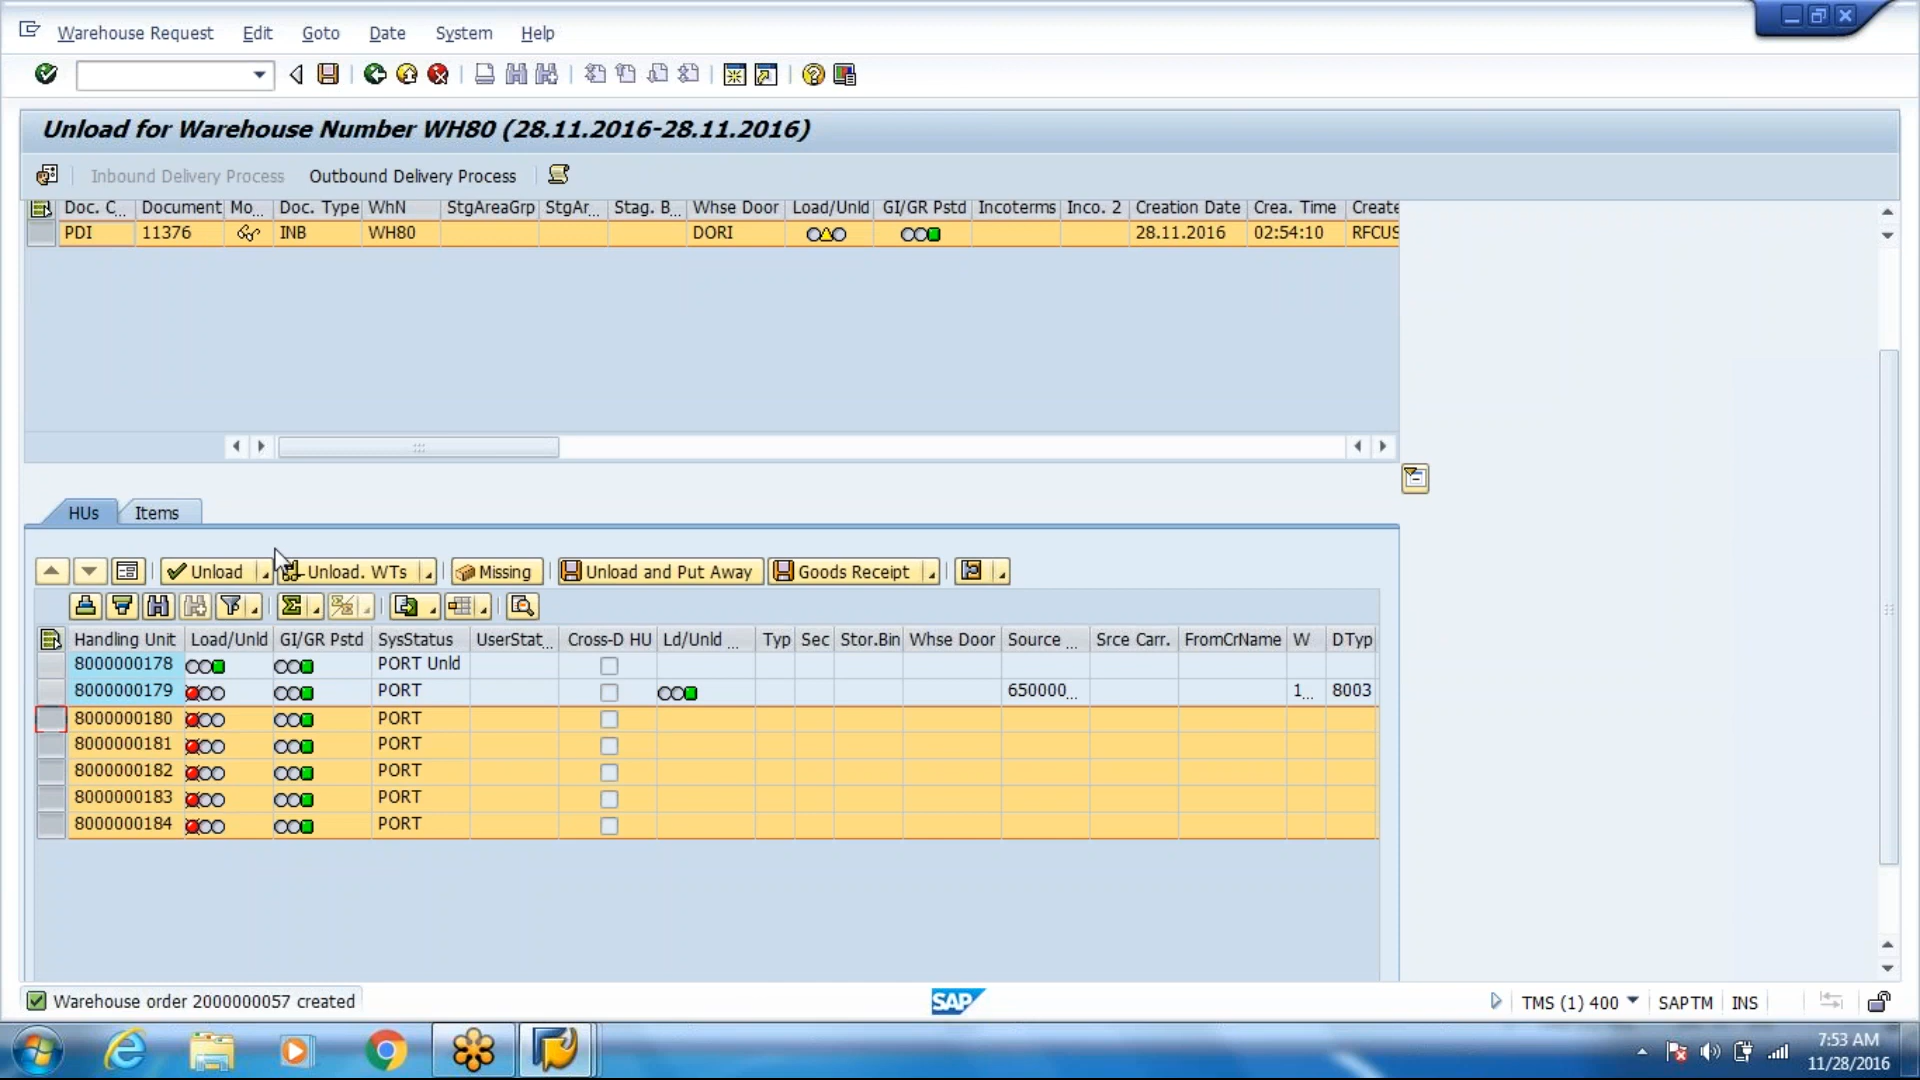 Warehouse Request Edit Goto Date System Help
Unload for Warehouse Number WH80 (28.11.2016-28.11.2016)
Inbound Delivery Process Outbound Delivery Process
Doc. C... Document Mo... Doc. Type WhN StgAreaGrp StgAr... Stag. B... Whse Door Load/Unld GI/GR Pstd Incoterms Inco. 2 Creation Date Crea. Time Create
PDI 11376 INB WH80 DORI 28.11.2016 02:54:10 RFCUS
HUs Items
Unload Unload. WTs Missing Unload and Put Away Goods Receipt
Handling Unit Load/Unld GI/GR Pstd SysStatus UserStat... Cross-D HU Ld/Unld ... Typ Sec Stor.Bin Whse Door Source ... Srce Carr. FromCrName W DTyp
8000000178 PORT Unld
8000000179 PORT 650000... 1... 8003
8000000180 PORT
8000000181 PORT
8000000182 PORT
8000000183 PORT
8000000184 PORT
Warehouse order 2000000057 created SAP TMS (1) 400 SAPTM INS
7:53 AM
11/28/2016